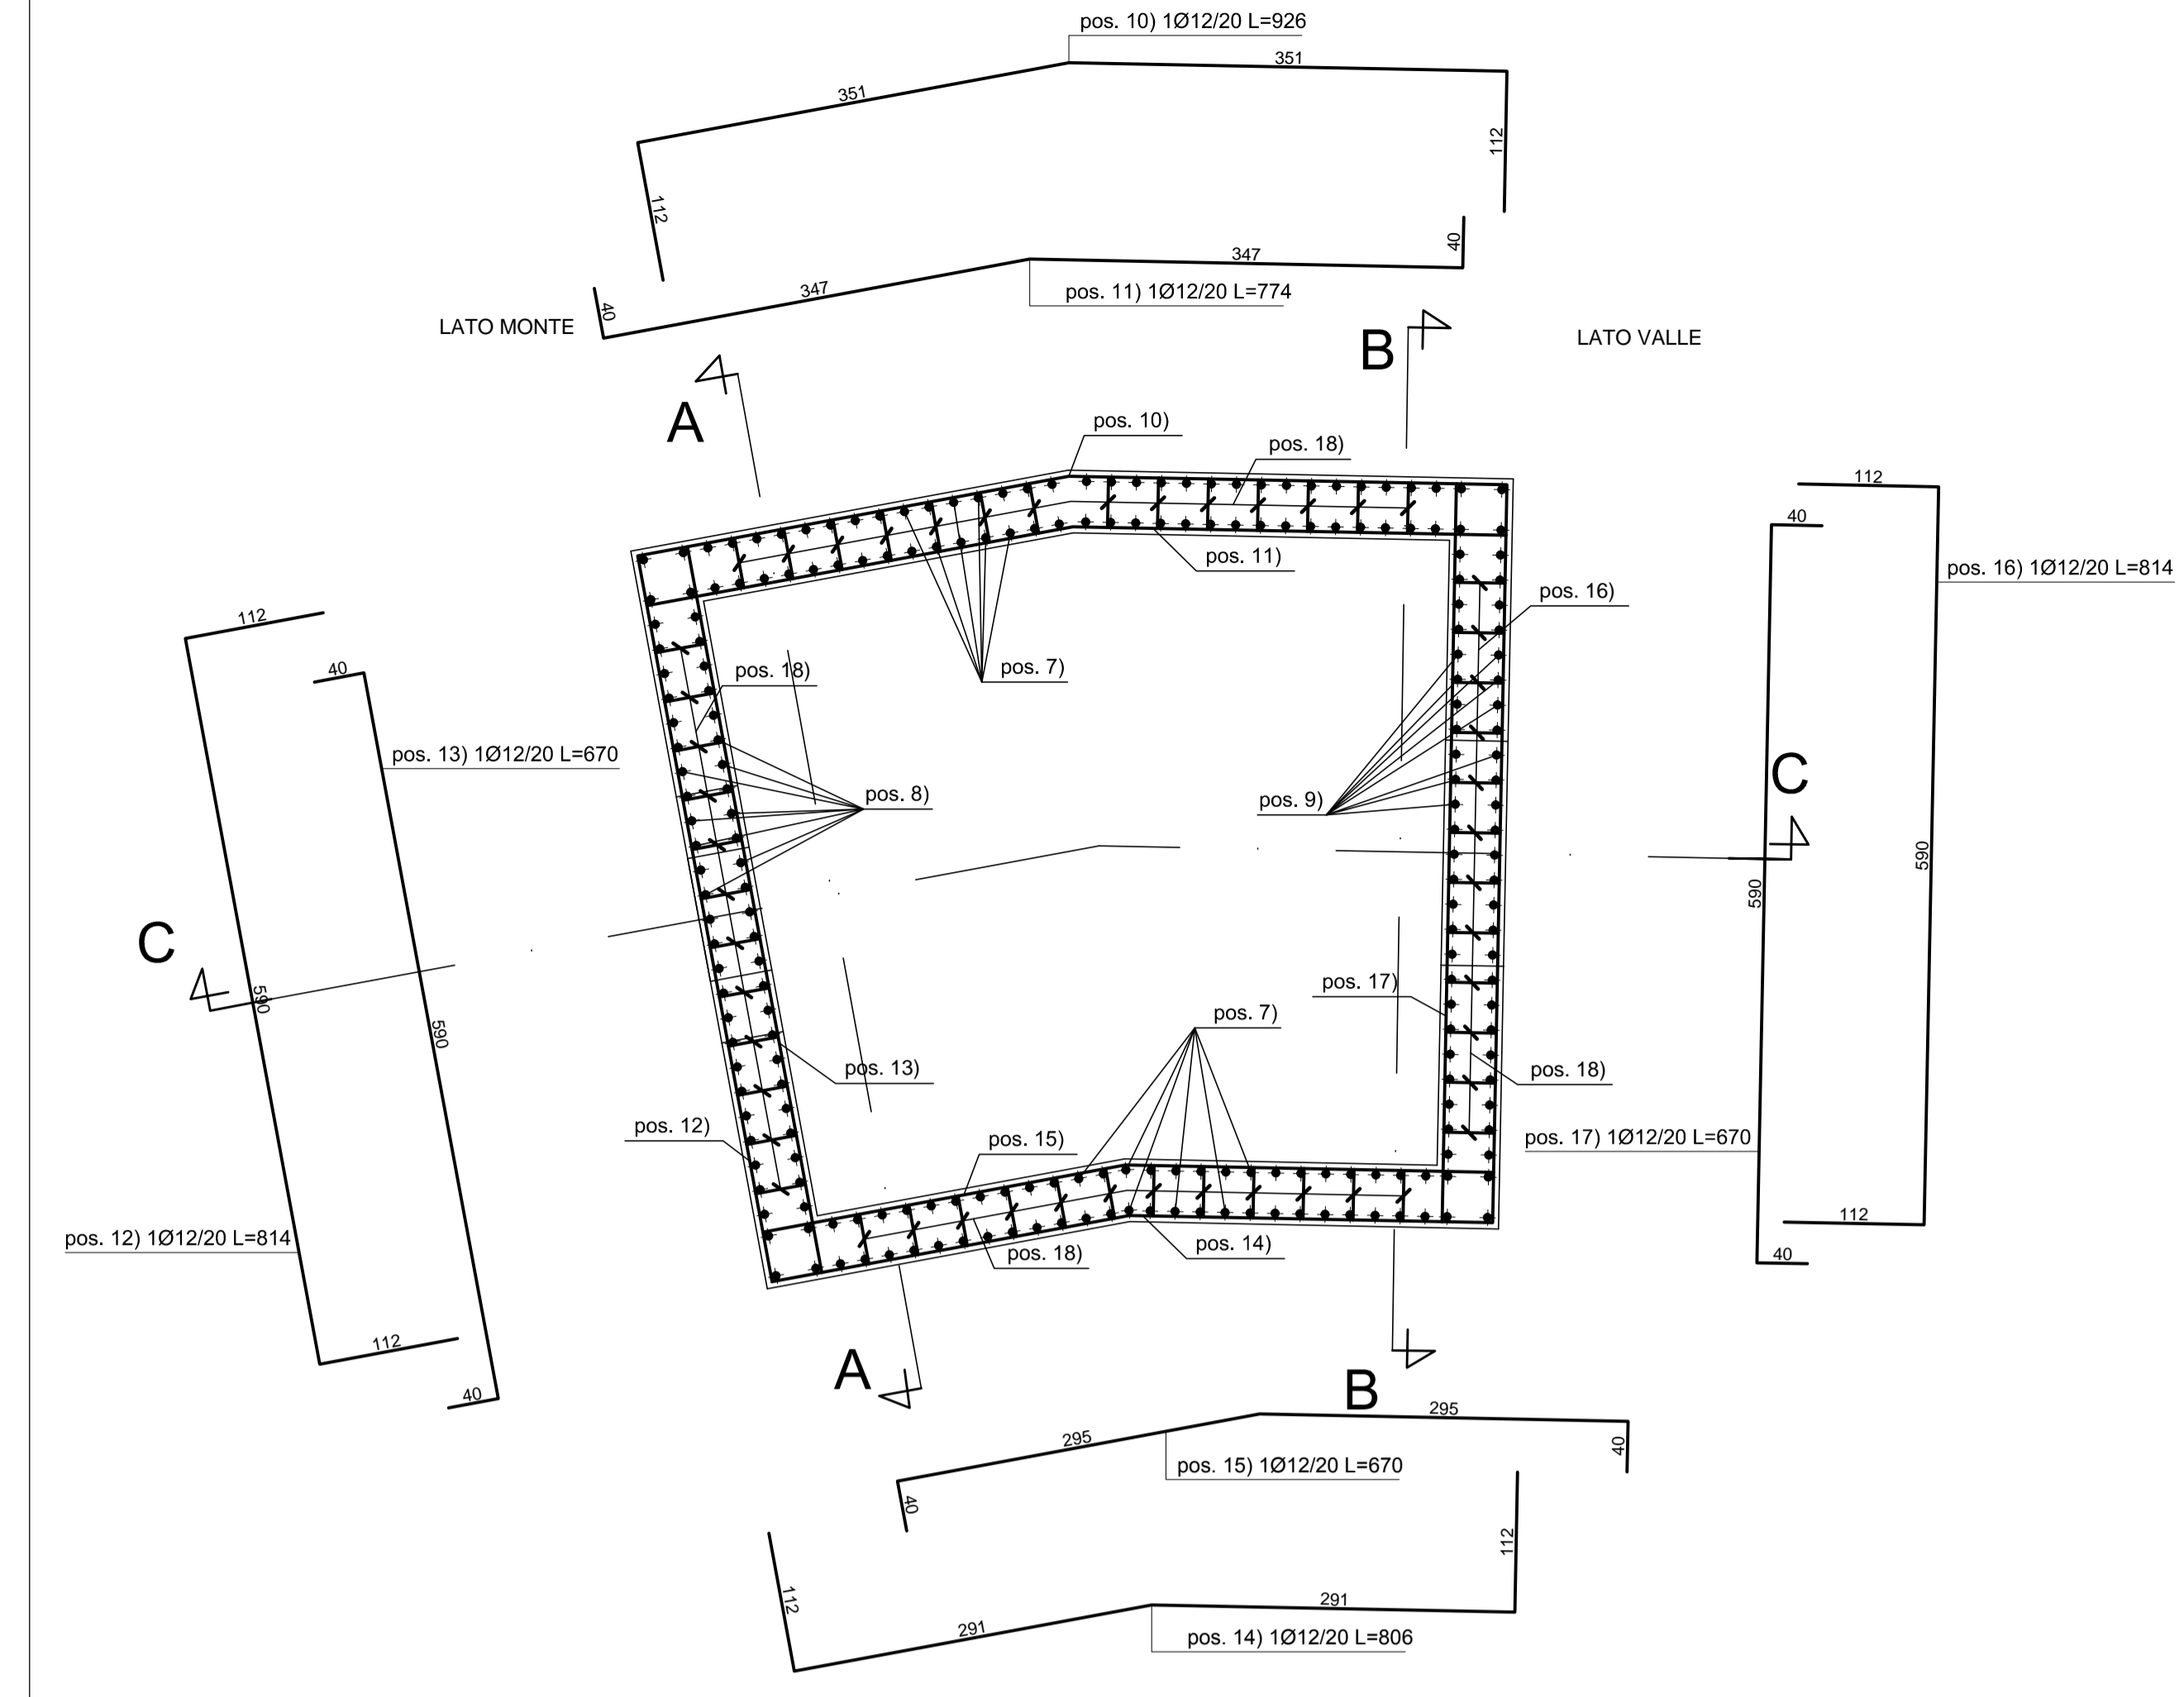 pos. 10) 1Ø12/20 L=926
351
351
112
112
40
347
347
40
pos. 11) 1Ø12/20 L=774
LATO MONTE
LATO VALLE
A
B
pos. 10)
pos. 18)
pos. 11)
pos. 16)
112
40
pos. 16) 1Ø12/20 L=814
112
40
pos. 18)
pos. 7)
pos. 13) 1Ø12/20 L=670
pos. 8)
pos. 9)
C
590
590
C
590
590
pos. 17)
pos. 7)
pos. 13)
pos. 18)
pos. 12)
pos. 15)
pos. 17) 1Ø12/20 L=670
pos. 12) 1Ø12/20 L=814
pos. 18)
pos. 14)
112
40
112
40
A
B
295
295
40
40
pos. 15) 1Ø12/20 L=670
112
112
291
291
pos. 14) 1Ø12/20 L=806